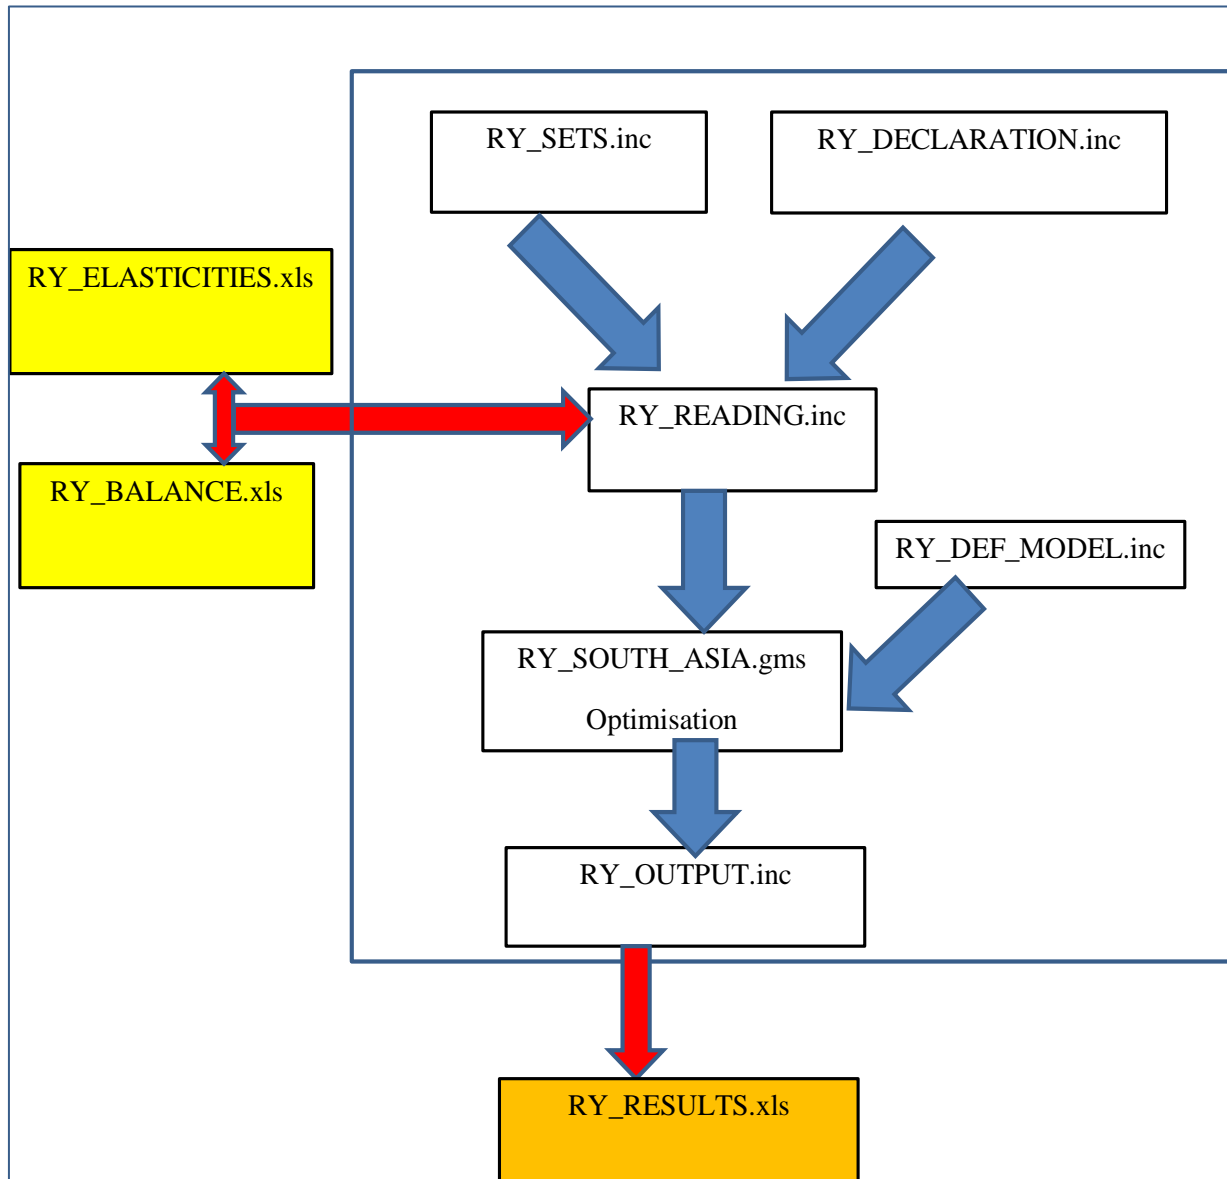 RY_SETS.inc
RY_DECLARATION.inc
RY_ELASTICITIES.xls
RY_READING.inc
RY_BALANCE.xls
RY_DEF_MODEL.inc
RY_SOUTH_ASIA.gms
Optimisation
RY_OUTPUT.inc
RY_RESULTS.xls